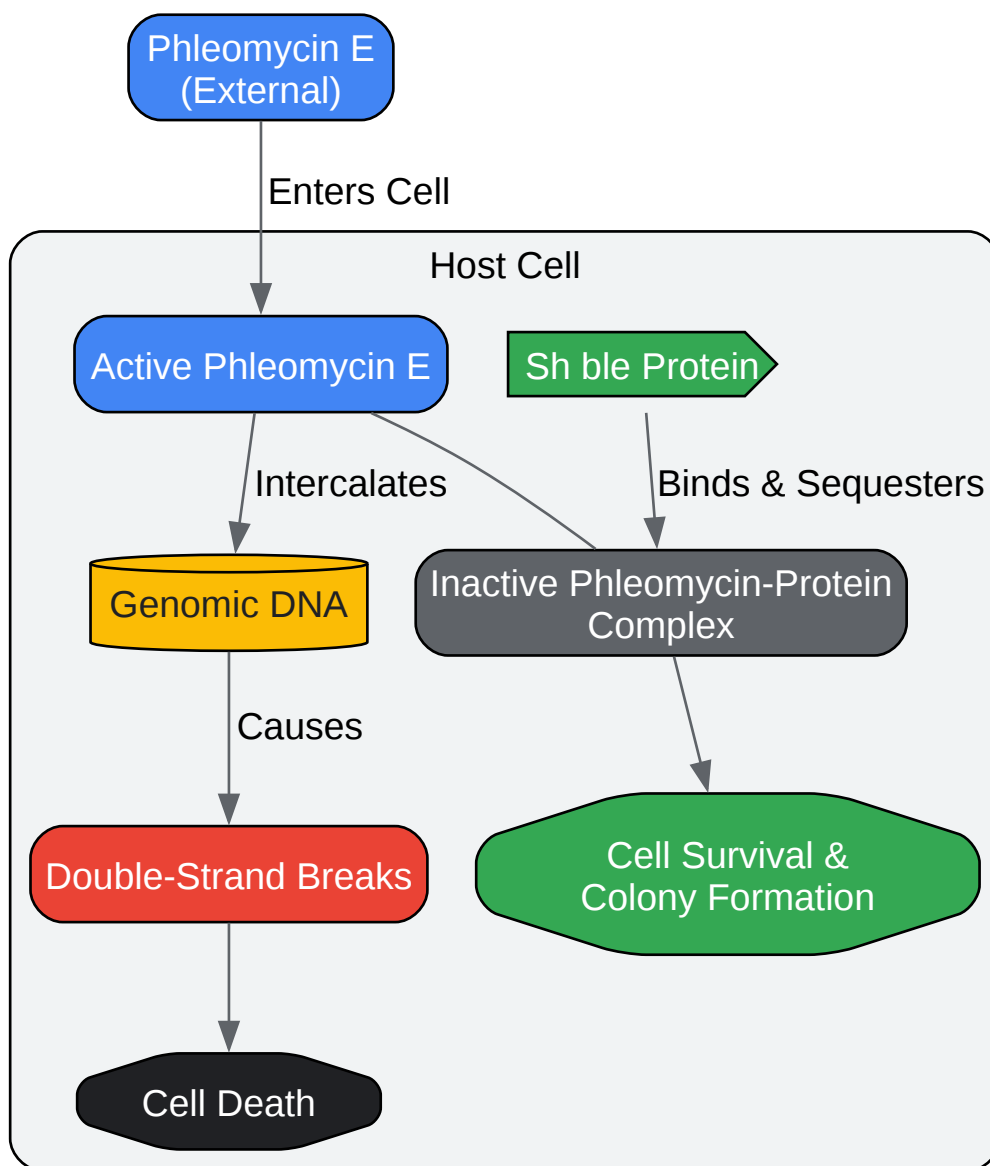 Phleomycin E
(External)
Enters Cell
Host Cell
Active Phleomycin E
Sh ble Protein
Intercalates
Binds & Sequesters
Genomic DNA
Inactive Phleomycin-Protein
Complex
Causes
Double-Strand Breaks
Cell Survival &
Colony Formation
Cell Death